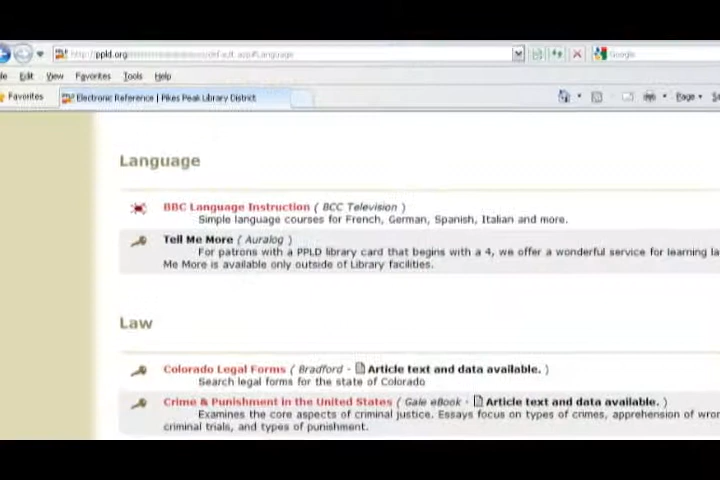 http://ppld.org
Google
Edit View Favorites Tools Help
Favorites
Electronic Reference | Pikes Peak Library District
Page
Language
BBC Language Instruction ( BCC Television )
Simple language courses for French, German, Spanish, Italian and more.
Tell Me More ( Auralog )
For patrons with a PPLD library card that begins with a 4, we offer a wonderful service for learning
Me More is available only outside of Library facilities.
Law
Colorado Legal Forms ( Bradford - Article text and data available. )
Search legal forms for the state of Colorado
Crime & Punishment in the United States ( Gale eBook - Article text and data available. )
Examines the core aspects of criminal justice. Essays focus on types of crimes, apprehension of
criminal trials, and types of punishment.